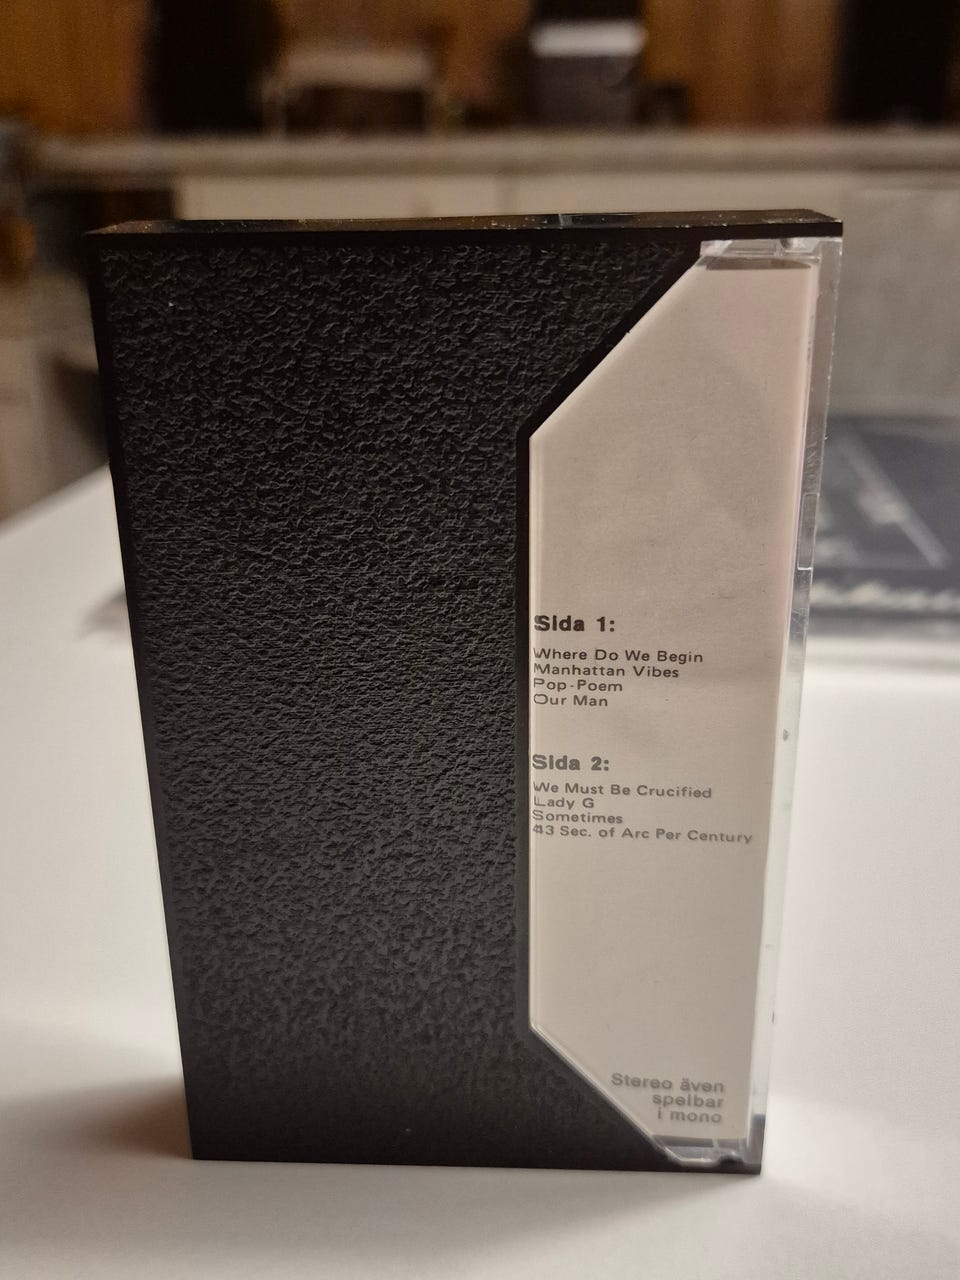 Sida 1:
Where Do We Begin
Manhattan Vibes
Pop-Poem
Our Man
Sida 2:
We Must Be Crucified
Lady G
Sometimes
43 Sec. of Arc Per Century
Stereo även
spelbar
i mono